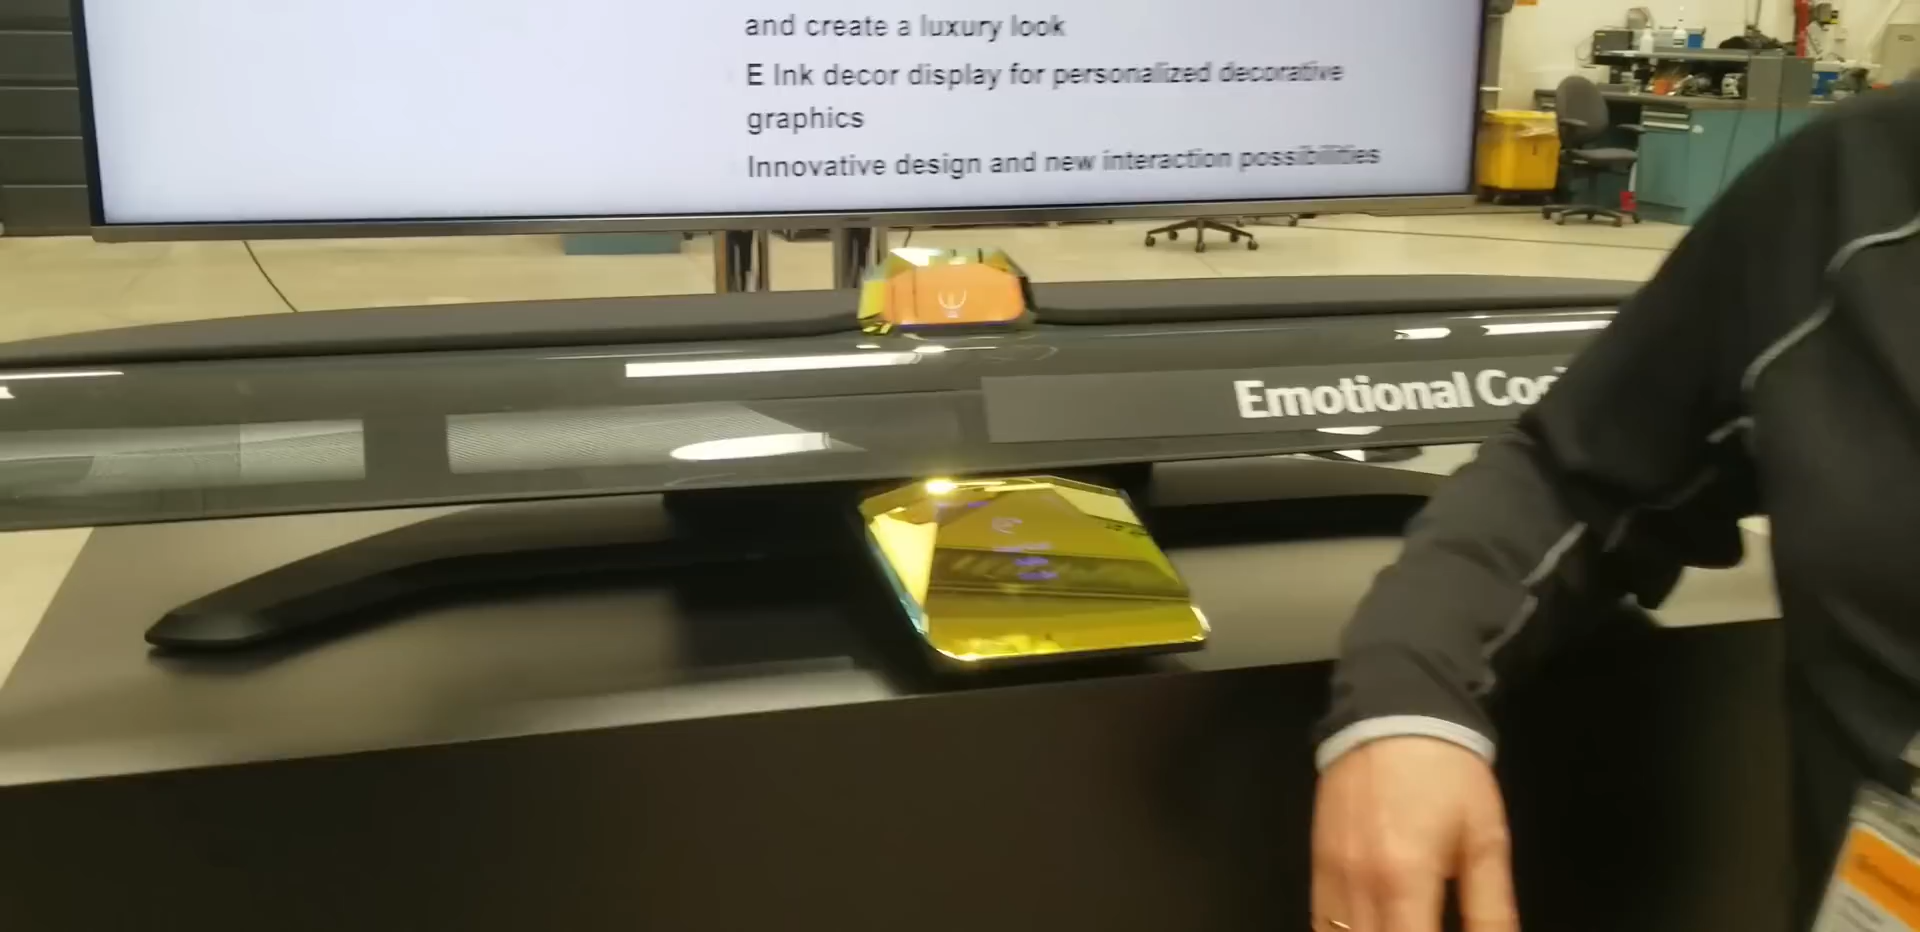 and create a luxury look
E Ink decor display for personalized decorative
graphics
Innovative design and new interaction possibilities
Emotional